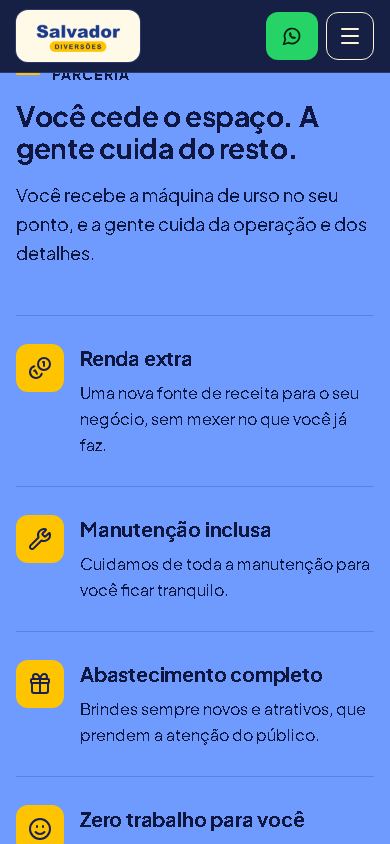 Salvador
DIVERSÕES
PARCERIA
Você cede o espaço. A
gente cuida do resto.
Você recebe a máquina de urso no seu
ponto, e a gente cuida da operação e dos
detalhes.
Renda extra
Uma nova fonte de receita para o seu
negócio, sem mexer no que você já
faz.
Manutenção inclusa
Cuidamos de toda a manutenção para
você ficar tranquilo.
Abastecimento completo
Brindes sempre novos e atrativos, que
prendem a atenção do público.
Zero trabalho para você